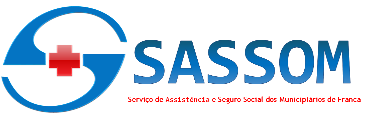 SASSOM
Serviço de Assistência e Seguro Social dos Municipiários de Franca